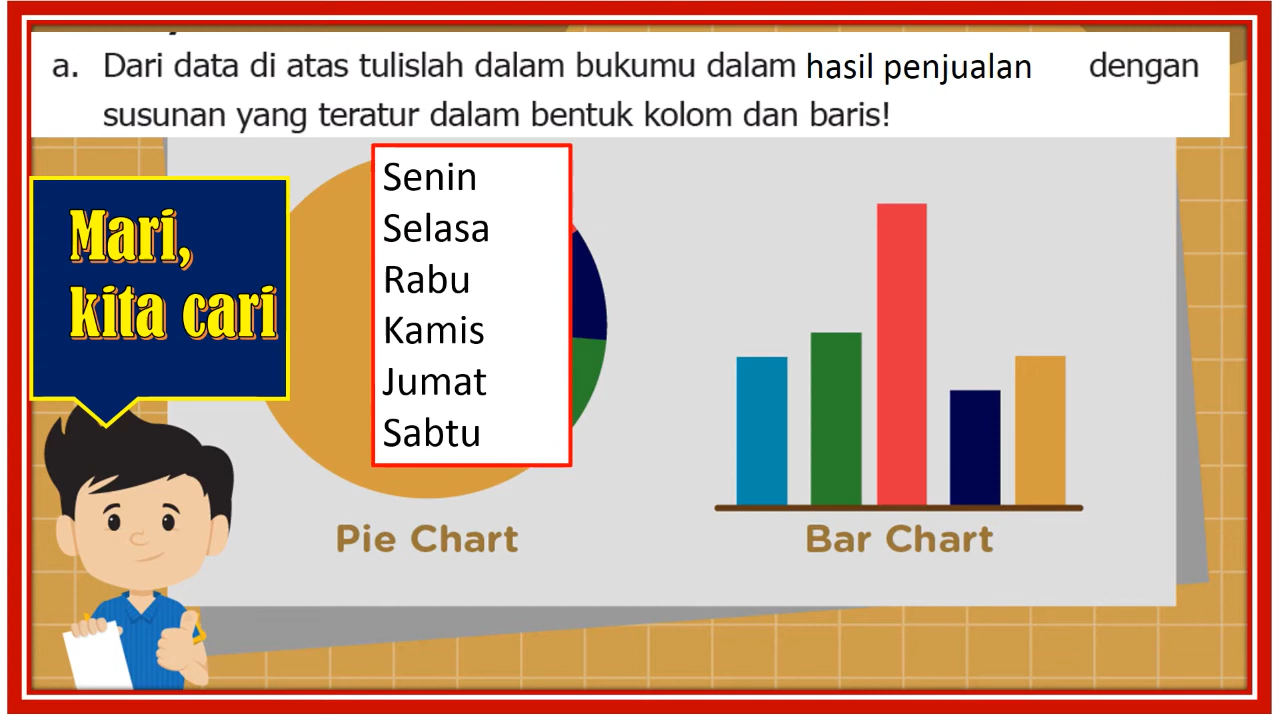 a. Dari data di atas tulislah dalam bukumu dalam hasil penjualan dengan
susunan yang teratur dalam bentuk kolom dan baris!
Mari,
kita cari
Senin
Selasa
Rabu
Kamis
Jumat
Sabtu
Pie Chart
Bar Chart